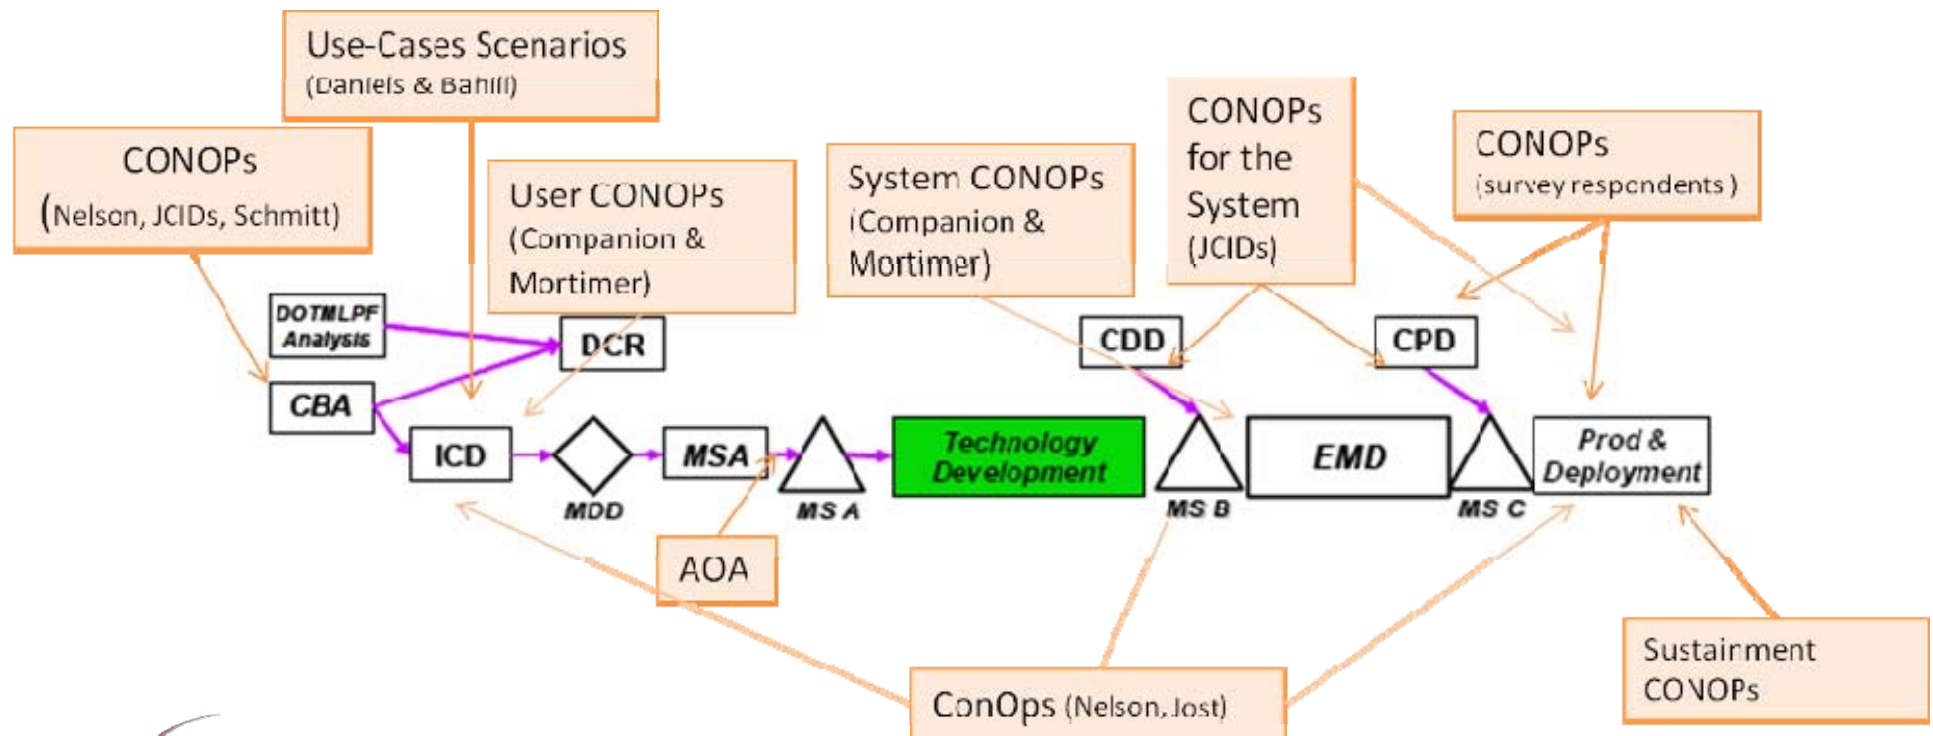 Use-Cases Scenarios
(Daniels & Bahill)
CONOPs
(Nelson, JCIDs, Schmitt)
User CONOPs
(Companion &
Mortimer)
System CONOPs
(Companion &
Mortimer)
CONOPs
for the
System
(JCIDs)
CONOPs
(survey respondents )
DOTMLPF
Analysis
DCR
CBA
CDD
CPD
ICD
MDD
MSA
MS A
Technology
Development
MS B
EMD
MS C
Prod &
Deployment
AOA
ConOps (Nelson, Jost)
Sustainment
CONOPs